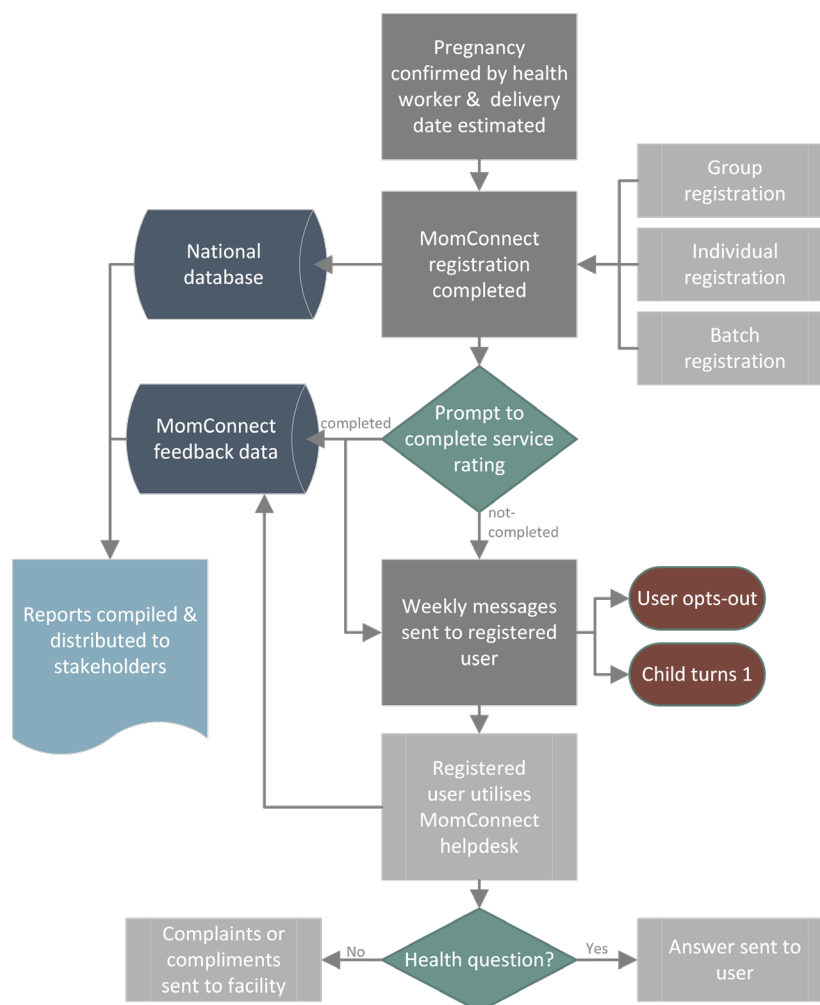 Pregnancy
confirmed by health
worker & delivery
date estimated
Group
registration
MomConnect
registration
completed
National
database
Individual
registration
Batch
registration
MomConnect
feedback data
completed
Prompt to
complete service
rating
not-
completed
Reports compiled &
distributed to
stakeholders
Weekly messages
sent to registered
user
User opts-out
Child turns 1
Registered
user utilises
MomConnect
helpdesk
Complaints or
compliments
sent to facility
No
Health question?
Yes
Answer sent to
user